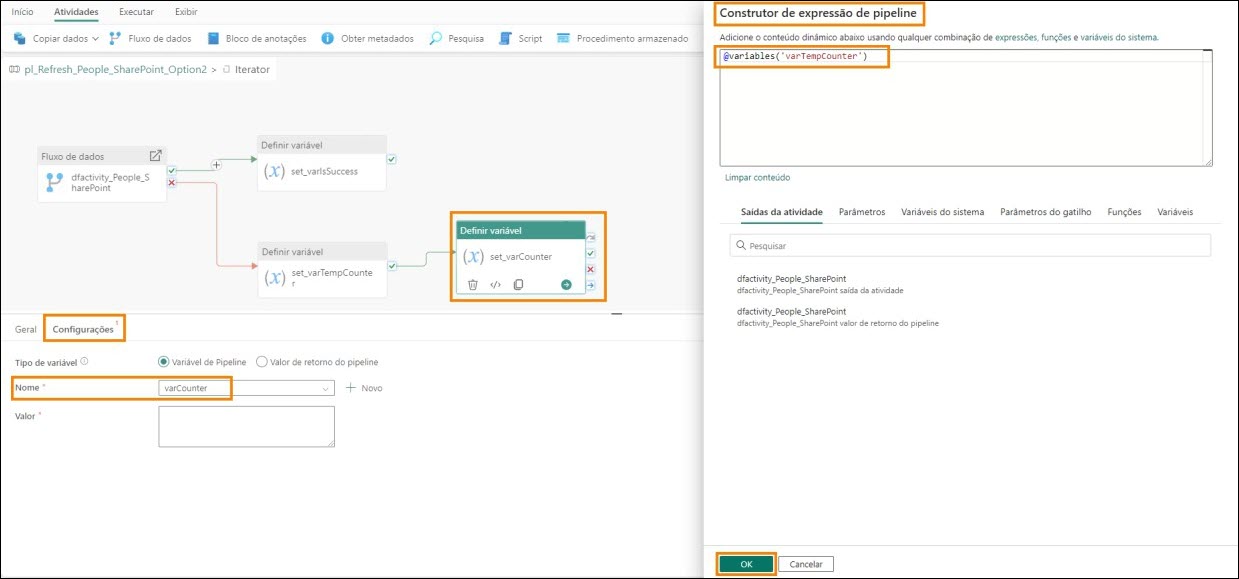 Início Atividades Executar Exibir
Copiar dados Fluxo de dados Bloco de anotações Obter metadados Pesquisa Script Procedimento armazenado
pl_Refresh_People_SharePoint_Option2 > Iterator
Fluxo de dados
dfactivity_People_S
harePoint
Definir variável
(x) set_varIsSuccess
Definir variável
(x) set_varTempCounte
r
Definir variável
(x) set_varCounter
Geral Configurações 1
Tipo de variável Variável de Pipeline Valor de retorno do pipeline
Nome * varCounter Novo
Valor *
Construtor de expressão de pipeline
Adicione o conteúdo dinâmico abaixo usando qualquer combinação de expressões, funções e variáveis do sistema.
@variables('varTempCounter')
Limpar conteúdo
Saídas da atividade Parâmetros Variáveis do sistema Parâmetros do gatilho Funções Variáveis
Pesquisar
dfactivity_People_SharePoint
dfactivity_People_SharePoint saída da atividade
dfactivity_People_SharePoint
dfactivity_People_SharePoint valor de retorno do pipeline
OK Cancelar